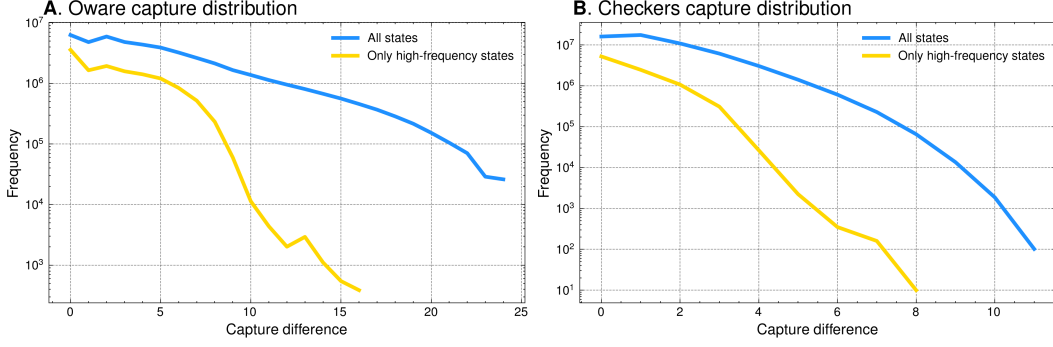 A. Oware capture distribution
All states
Only high-frequency states
10^7
10^6
10^5
10^4
10^3
Frequency
0 5 10 15 20 25
Capture difference
B. Checkers capture distribution
All states
Only high-frequency states
10^7
10^6
10^5
10^4
10^3
10^2
10^1
Frequency
0 2 4 6 8 10
Capture difference